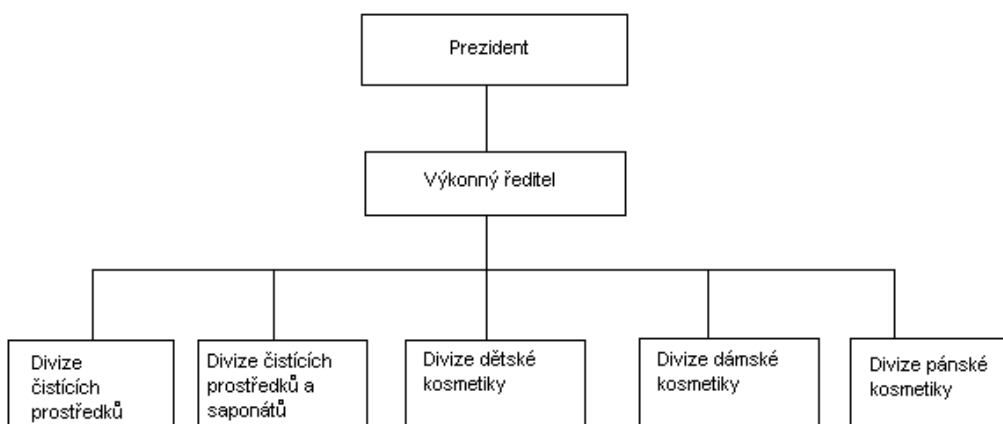 Prezident
Výkonný ředitel
Divize
čistících
prostředků
Divize čistících
prostředků a
saponátů
Divize dětské
kosmetiky
Divize dámské
kosmetiky
Divize pánské
kosmetiky